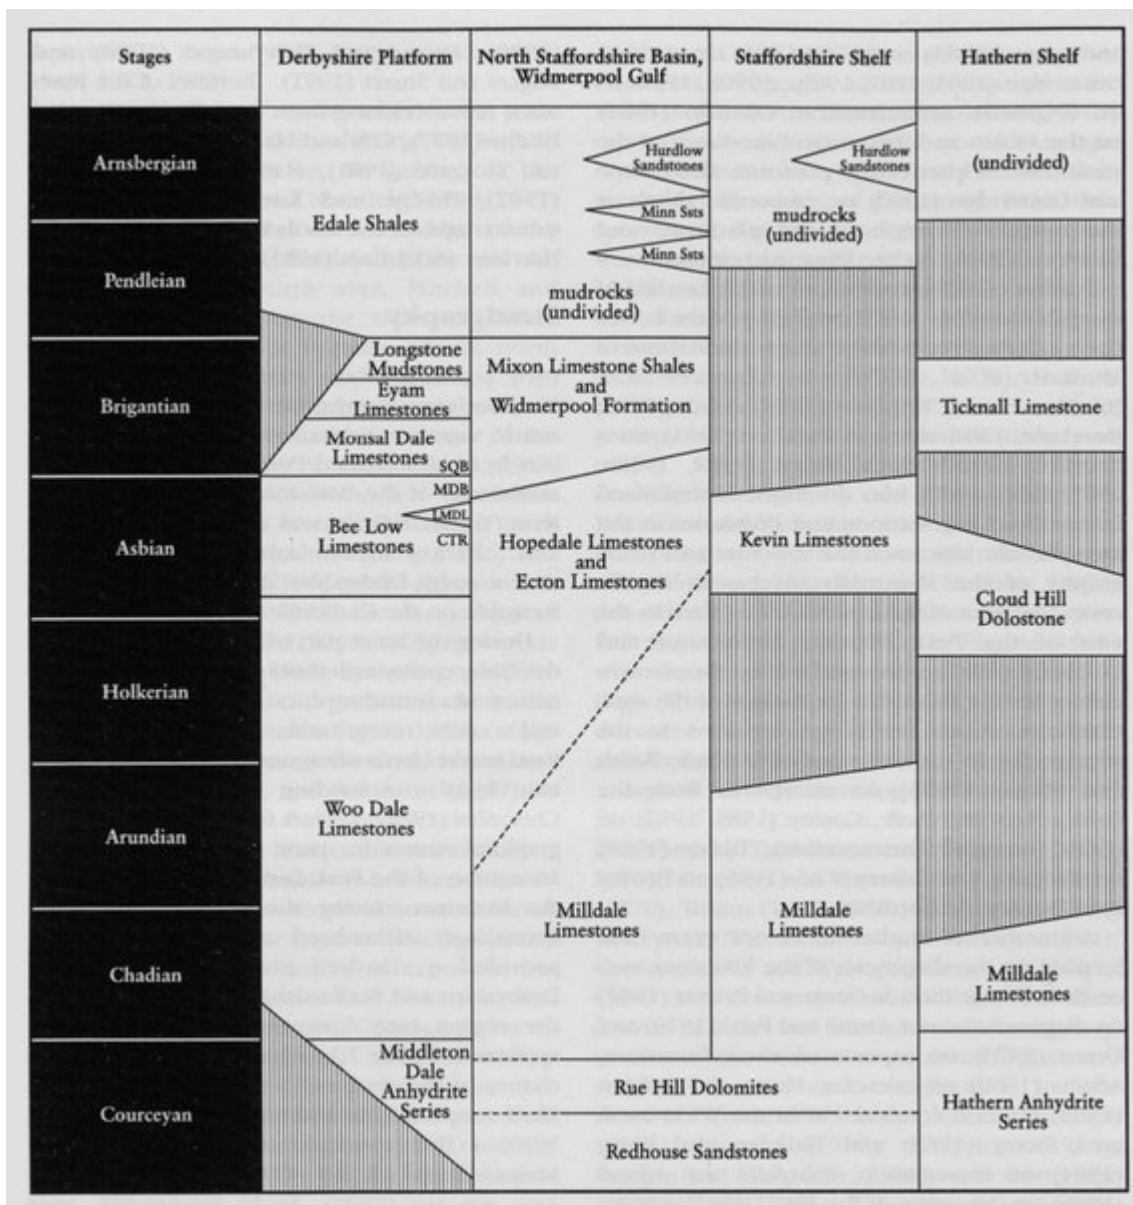 Stages
Derbyshire Platform
North Staffordshire Basin,
Widmerpool Gulf
Staffordshire Shelf
Hathern Shelf
Arnsbergian
Pendleian
Brigantian
Asbian
Holkerian
Arundian
Chadian
Courceyan
Edale Shales
Longstone
Mudstones
Eyam
Limestones
Monsal Dale
Limestones
SQB
MDB
LMDL
CTR
Bee Low
Limestones
Woo Dale
Limestones
Middleton
Dale
Anhydrite
Series
Hurdlow
Sandstones
Minn Ssts
Minn Ssts
mudrocks
(undivided)
Mixon Limestone Shales
and
Widmerpool Formation
Hopedale Limestones
and
Ecton Limestones
Milldale
Limestones
Rue Hill Dolomites
Redhouse Sandstones
Hurdlow
Sandstones
mudrocks
(undivided)
Kevin Limestones
Milldale
Limestones
(undivided)
Ticknall Limestone
Cloud Hill
Dolostone
Milldale
Limestones
Hathern Anhydrite
Series